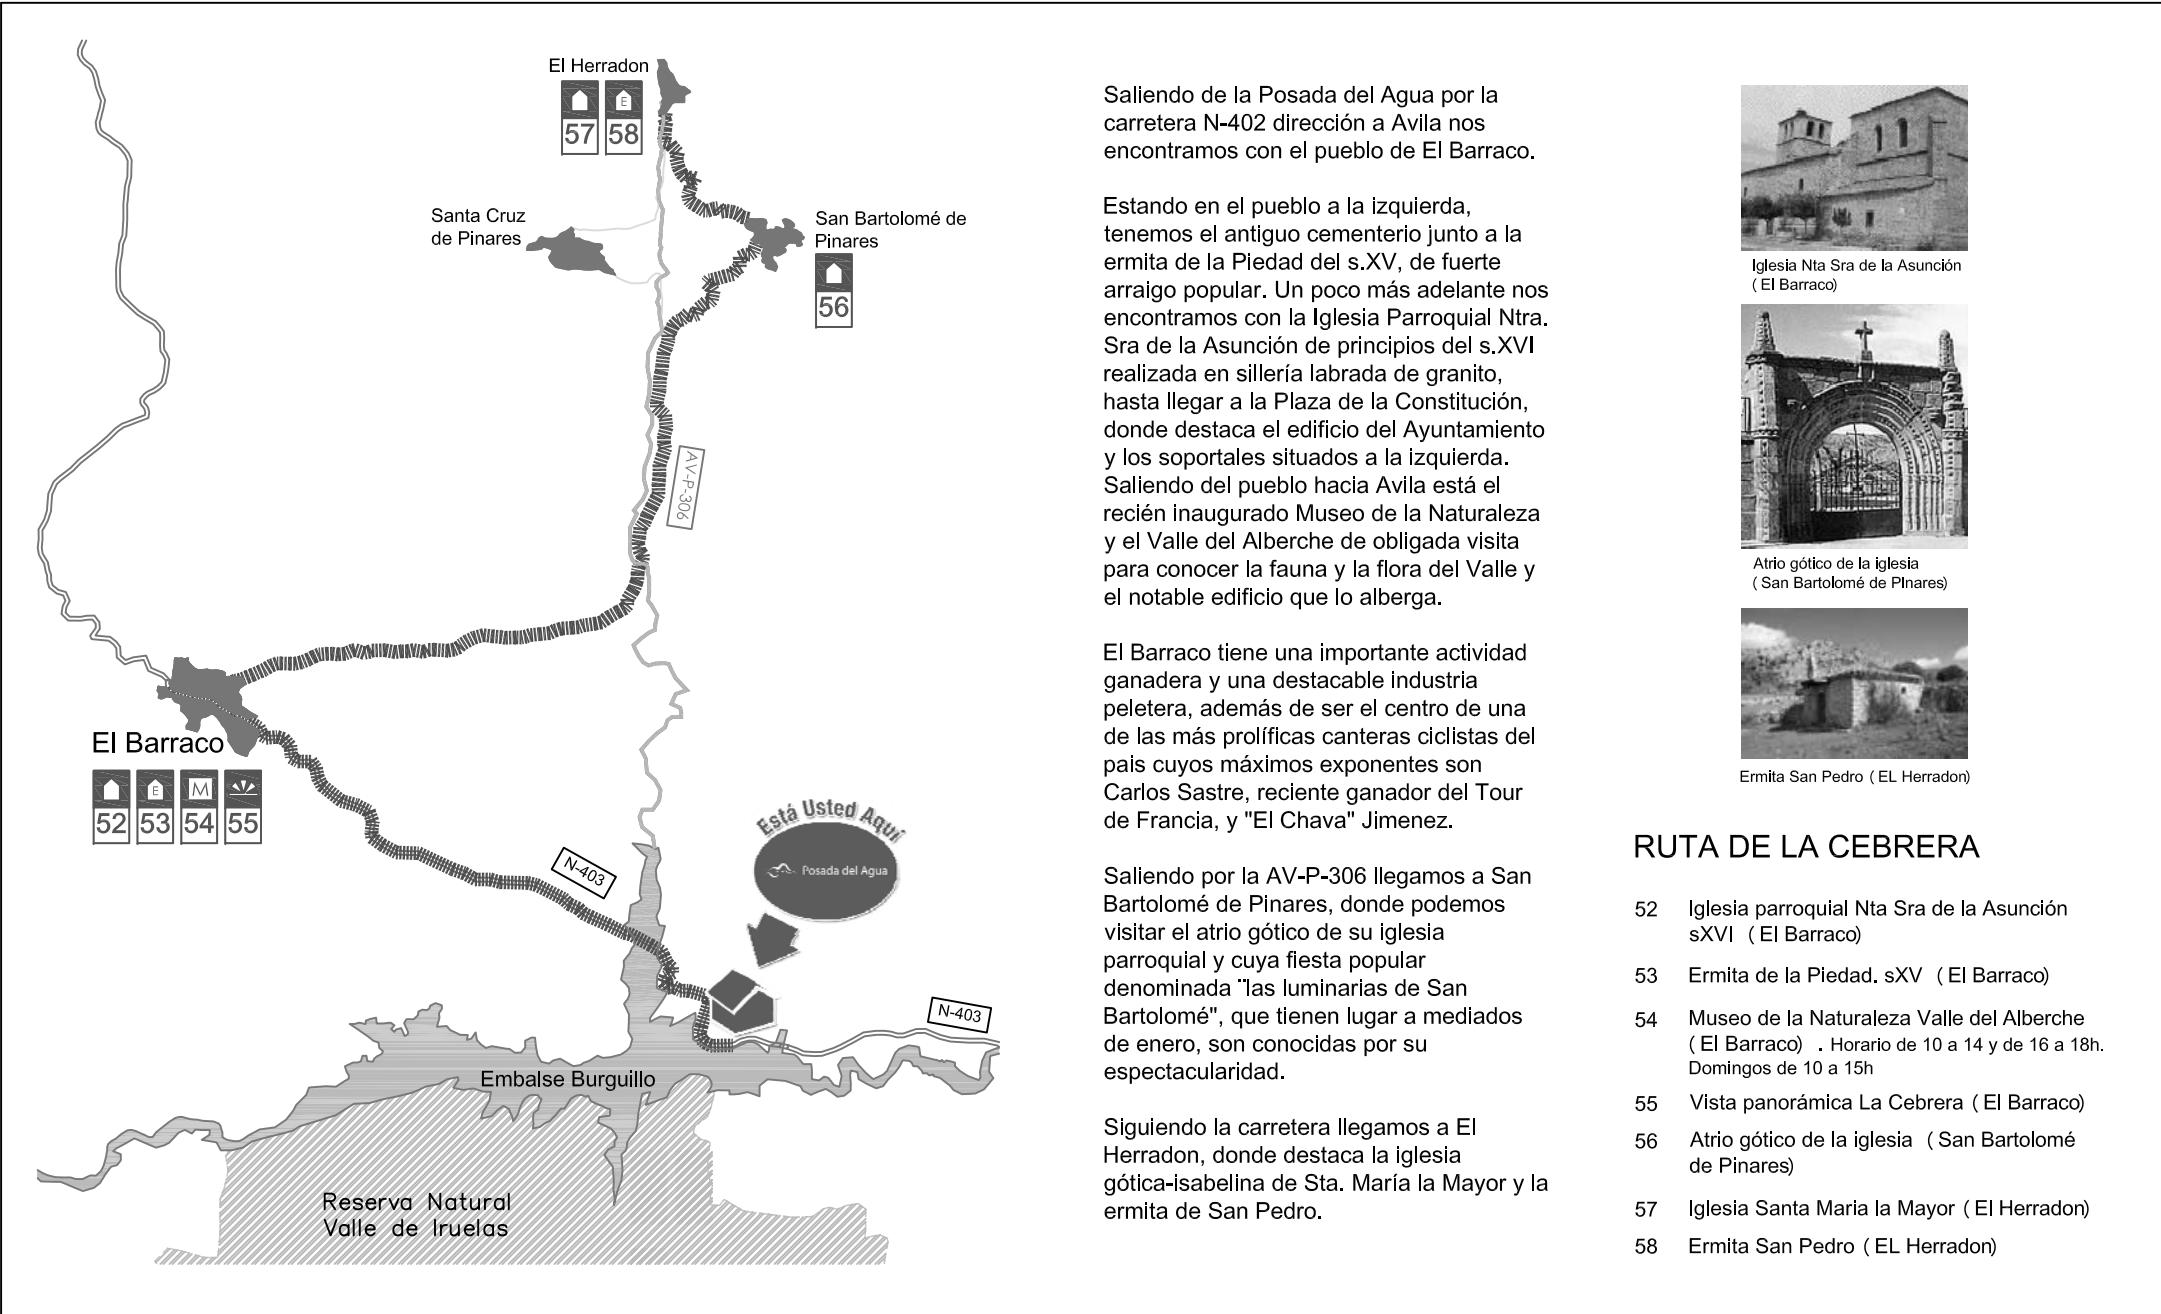 El Herradon
57 58
Santa Cruz
de Pinares
San Bartolomé de
Pinares
56
AV-P-306
El Barraco
E
M
52 53 54 55
N-403
Está Usted Aquí
Posada del Agua
N-403
Embalse Burguillo
Reserva Natural
Valle de Iruelas
Saliendo de la Posada del Agua por la
carretera N-402 dirección a Avila nos
encontramos con el pueblo de El Barraco.
Estando en el pueblo a la izquierda,
tenemos el antiguo cementerio junto a la
ermita de la Piedad del s.XV, de fuerte
arraigo popular. Un poco más adelante nos
encontramos con la Iglesia Parroquial Ntra.
Sra de la Asunción de principios del s.XVI
realizada en sillería labrada de granito,
hasta llegar a la Plaza de la Constitución,
donde destaca el edificio del Ayuntamiento
y los soportales situados a la izquierda.
Saliendo del pueblo hacia Avila está el
recién inaugurado Museo de la Naturaleza
y el Valle del Alberche de obligada visita
para conocer la fauna y la flora del Valle y
el notable edificio que lo alberga.
El Barraco tiene una importante actividad
ganadera y una destacable industria
peletera, además de ser el centro de una
de las más prolíficas canteras ciclistas del
pais cuyos máximos exponentes son
Carlos Sastre, reciente ganador del Tour
de Francia, y "El Chava" Jimenez.
Saliendo por la AV-P-306 llegamos a San
Bartolomé de Pinares, donde podemos
visitar el atrio gótico de su iglesia
parroquial y cuya fiesta popular
denominada ¨las luminarias de San
Bartolomé", que tienen lugar a mediados
de enero, son conocidas por su
espectacularidad.
Siguiendo la carretera llegamos a El
Herradon, donde destaca la iglesia
gótica-isabelina de Sta. María la Mayor y la
ermita de San Pedro.
Iglesia Nta Sra de la Asunción
( El Barraco)
Atrio gótico de la iglesia
( San Bartolomé de PInares)
Ermita San Pedro ( EL Herradon)
RUTA DE LA CEBRERA
52 Iglesia parroquial Nta Sra de la Asunción
sXVI ( El Barraco)
53 Ermita de la Piedad. sXV ( El Barraco)
54 Museo de la Naturaleza Valle del Alberche
( El Barraco) . Horario de 10 a 14 y de 16 a 18h.
Domingos de 10 a 15h
55 Vista panorámica La Cebrera ( El Barraco)
56 Atrio gótico de la iglesia ( San Bartolomé
de Pinares)
57 Iglesia Santa Maria la Mayor ( El Herradon)
58 Ermita San Pedro ( EL Herradon)